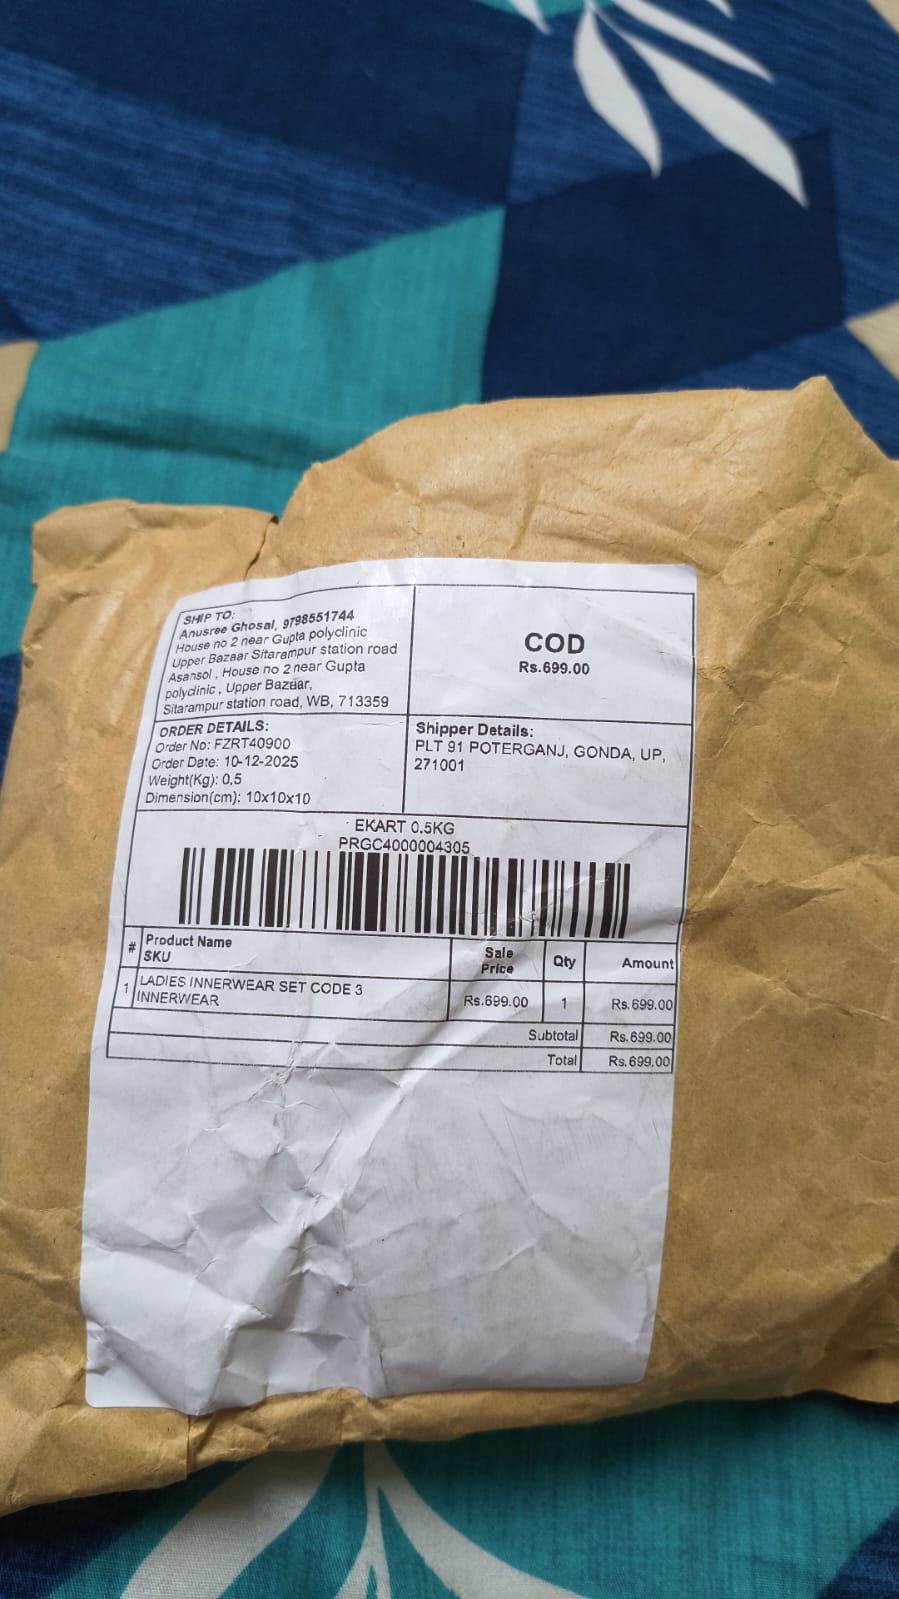 SHIP TO:
Anusree Ghosal, 9798551744
House no 2 near Gupta polyclinic
Upper Bazaar Sitarampur station road
Asansol , House no 2 near Gupta
polyclinic , Upper Bazaar,
Sitarampur station road, WB, 713359
COD
Rs.699.00
ORDER DETAILS:
Order No: FZRT40900
Order Date: 10-12-2025
Weight(Kg): 0.5
Dimension(cm): 10x10x10
Shipper Details:
PLT 91 POTERGANJ, GONDA, UP,
271001
EKART 0.5KG
PRGC4000004305
# Product Name SKU Sale Price Qty Amount
1 LADIES INNERWEAR SET CODE 3 INNERWEAR Rs.699.00 1 Rs.699.00
Subtotal Rs.699.00
Total Rs.699.00